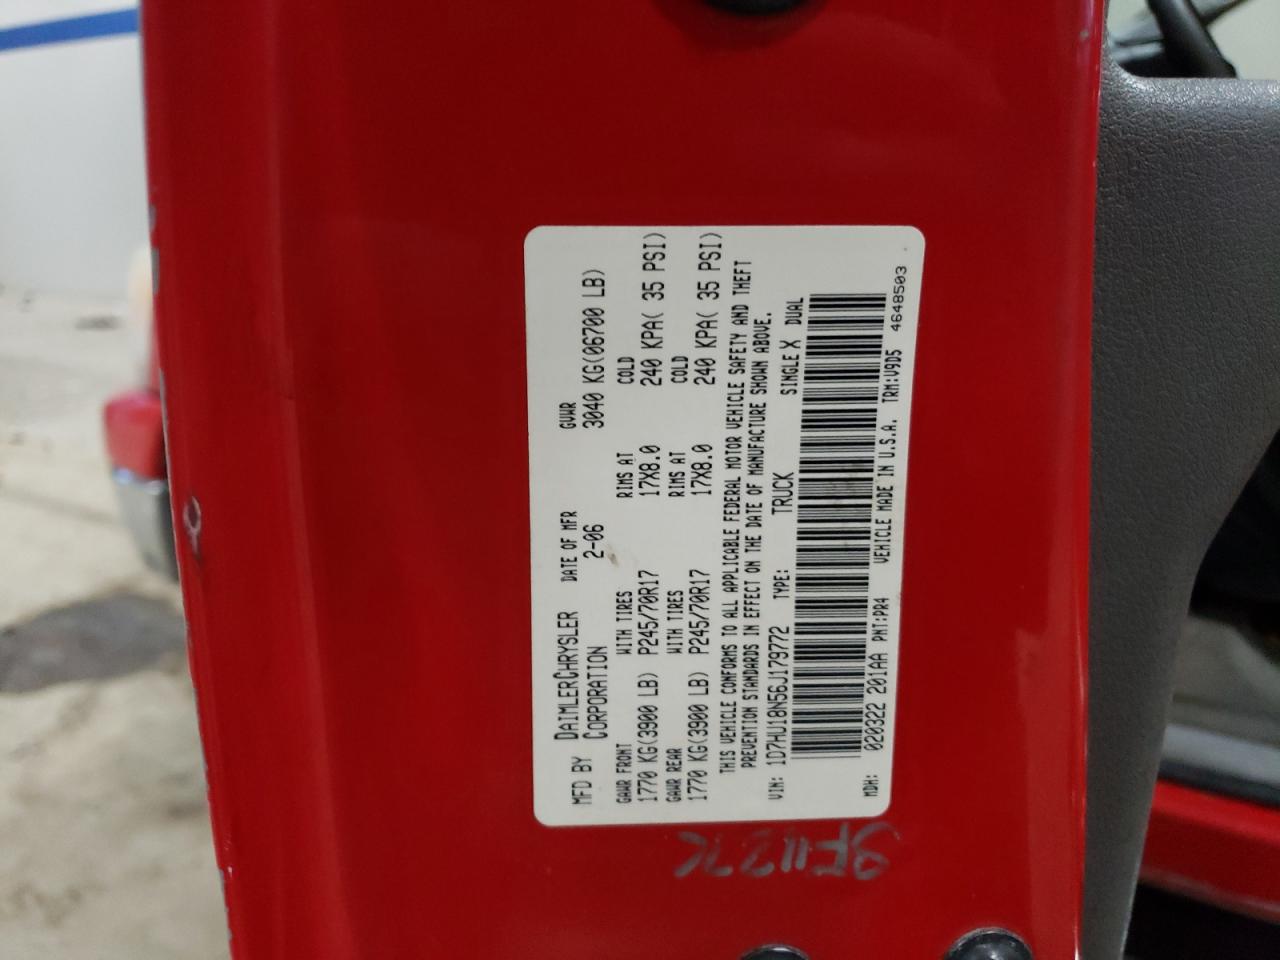 MFD BY DAIMLERCHRYSLER CORPORATION DATE OF MFR 2-06 GVWR 3040 KG(06700 LB)
GAWR FRONT WITH TIRES RIMS AT COLD
1770 KG(3900 LB) P245/70R17 17X8.0 240 KPA( 35 PSI)
GAWR REAR WITH TIRES RIMS AT COLD
1770 KG(3900 LB) P245/70R17 17X8.0 240 KPA( 35 PSI)
THIS VEHICLE CONFORMS TO ALL APPLICABLE FEDERAL MOTOR VEHICLE SAFETY AND THEFT
PREVENTION STANDARDS IN EFFECT ON THE DATE OF MANUFACTURE SHOWN ABOVE.
VIN: 1D7HU18N56J179772 TYPE: TRUCK SINGLE X DUAL
MDH: 020322 201AA PNT:PR4 VEHICLE MADE IN U.S.A. TRM:V9D5 4648503